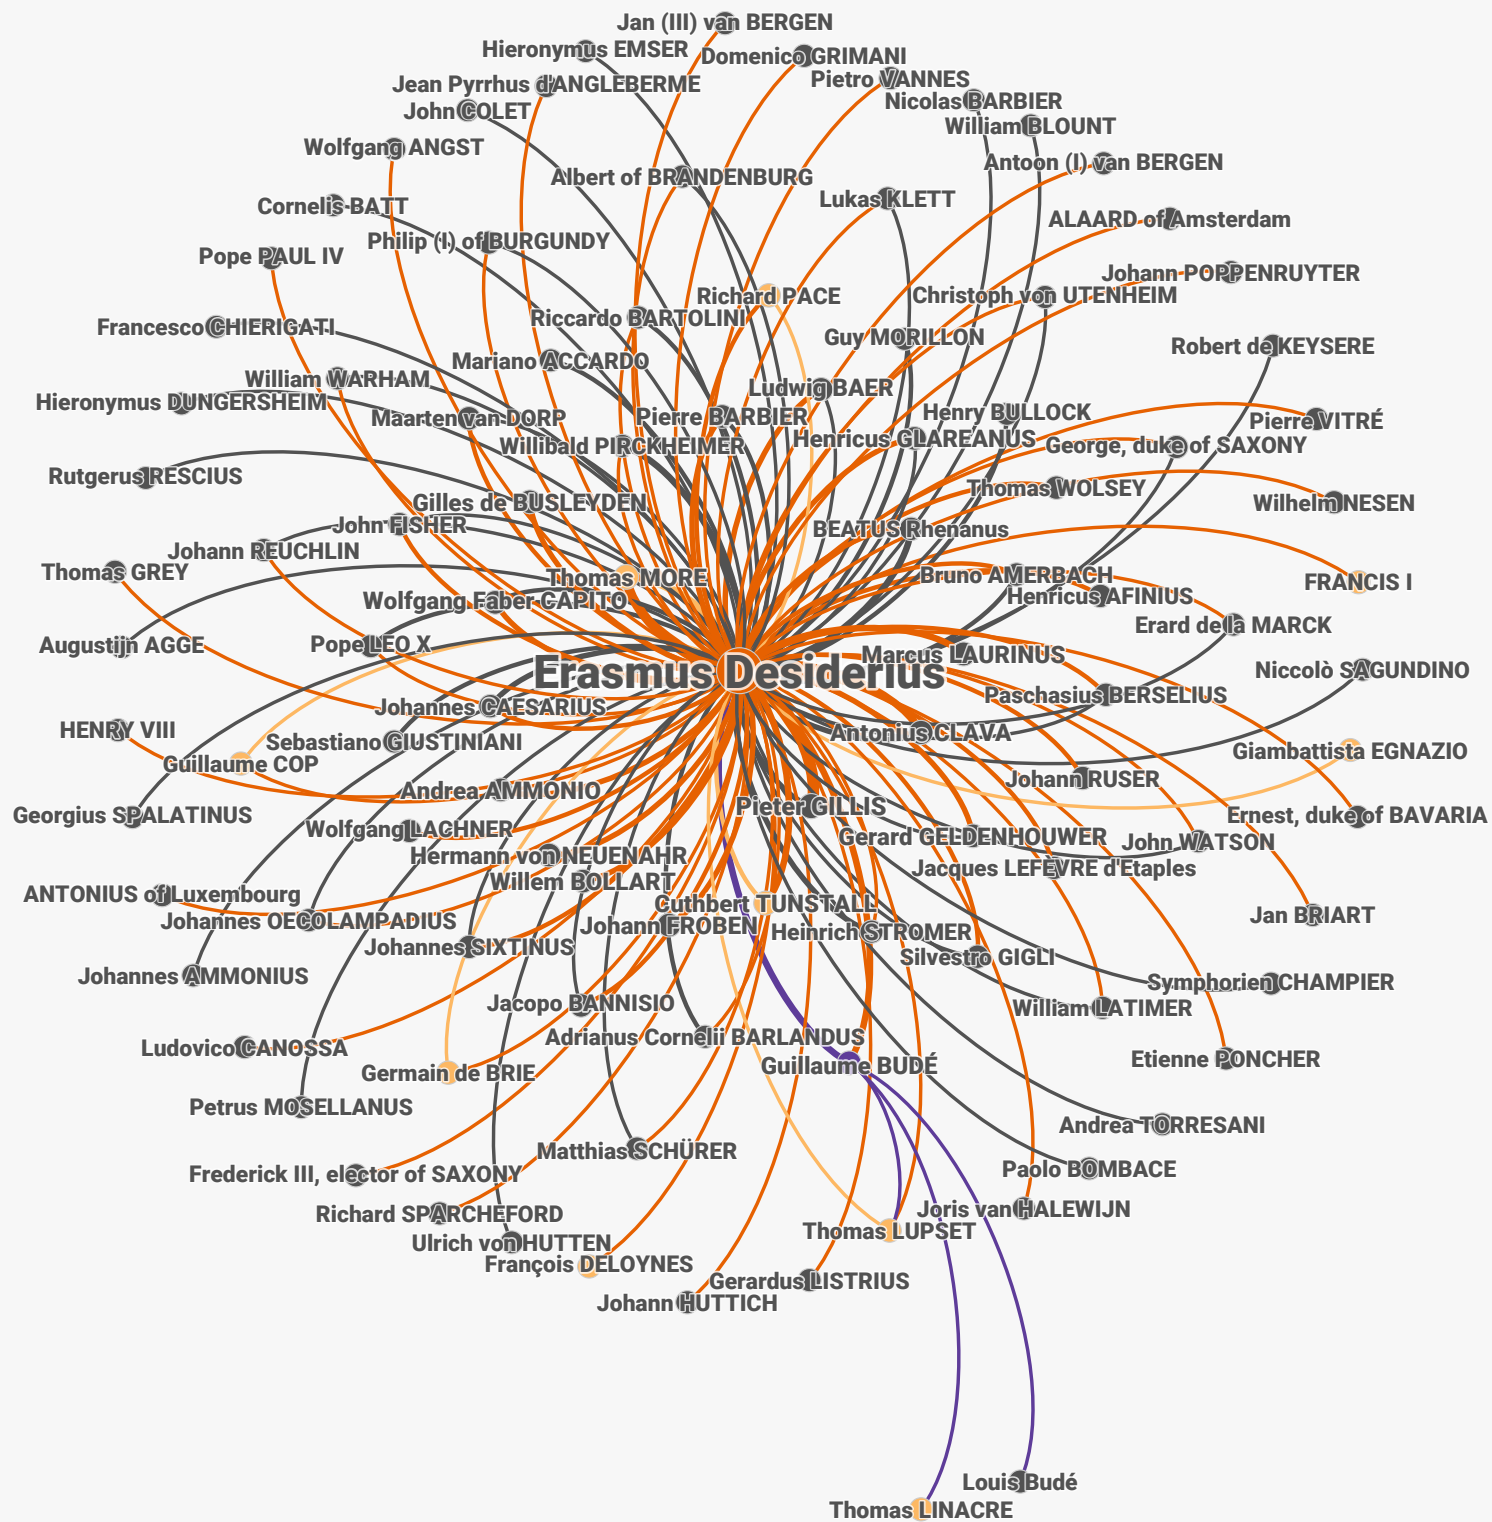 Jan (III) van BERGEN
Hieronymus EMSER
Domenico GRIMANI
Pietro VANNES
Jean Pyrrhus d'ANGLEBERME
Nicolas BARBIER
John COLET
William BLOUNT
Wolfgang ANGST
Antoon (I) van BERGEN
Albert of BRANDENBURG
Lukas KLETT
Cornelis BATT
ALAARD of Amsterdam
Philip (I) of BURGUNDY
Pope PAUL IV
Johann POPPENRUYTER
Richard PACE
Christoph von UTENHEIM
Riccardo BARTOLINI
Francesco CHIERIGATI
Guy MORILLON
Robert de KEYSERE
Mariano ACCARDO
William WARHAM
Ludwig BAER
Hieronymus DUNGERSHEIM
Maarten van DORP
Pierre BARBIER
Henry BULLOCK
Pierre VITRÉ
Willibald PIRCKHEIMER
Henricus GLAREANUS
George, duke of SAXONY
Rutgerus RESCIUS
Thomas WOLSEY
Gilles de BUSLEYDEN
Wilhelm NESEN
John FISHER
BEATUS Rhenanus
Johann REUCHLIN
Thomas GREY
Thomas MORE
Bruno AMERBACH
FRANCIS I
Wolfgang Faber CAPITO
Henricus AFINIUS
Erard de la MARCK
Augustijn AGGE
Pope LEO X
Marcus LAURINUS
Erasmus Desiderius
Niccolò SAGUNDINO
Paschasius BERSELIUS
Johannes CAESARIUS
HENRY VIII
Antonius CLAVA
Sebastiano GIUSTINIANI
Giambattista EGNAZIO
Guillaume COP
Johann RUSER
Andrea AMMONIO
Pieter GILLIS
Georgius SPALATINUS
Ernest, duke of BAVARIA
Wolfgang LACHNER
Gerard GELDENHOUWER
John WATSON
Hermann von NEUENAHR
Jacques LEFÈVRE d'Etaples
Willem BOLLART
ANTONIUS of Luxembourg
Cuthbert TUNSTALL
Jan BRIART
Johannes OECOLAMPADIUS
Johann FROBEN
Heinrich STROMER
Johannes SIXTINUS
Silvestro GIGLI
Johannes AMMONIUS
Symphorien CHAMPIER
Jacopo BANNISIO
William LATIMER
Adrianus Cornelii BARLANDUS
Ludovico CANOSSA
Etienne PONCHER
Guillaume BUDÉ
Germain de BRIE
Petrus MOSELLANUS
Andrea TORRESANI
Matthias SCHÜRER
Paolo BOMBACE
Frederick III, elector of SAXONY
Joris van HALEWIJN
Richard SPARCHEFORD
Thomas LUPSET
Ulrich von HUTTEN
François DELOYNES
Gerardus LISTRIUS
Johann HUTTICH
Louis Budé
Thomas LINACRE